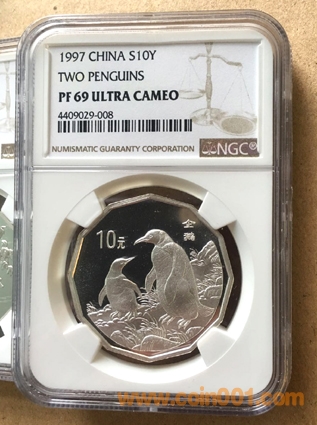 1997 CHINA S10Y
TWO PENGUINS
PF 69 ULTRA CAMEO
4409029-008
NUMISMATIC GUARANTY CORPORATION
NGC®
10元
企鹅
www.coin001.com